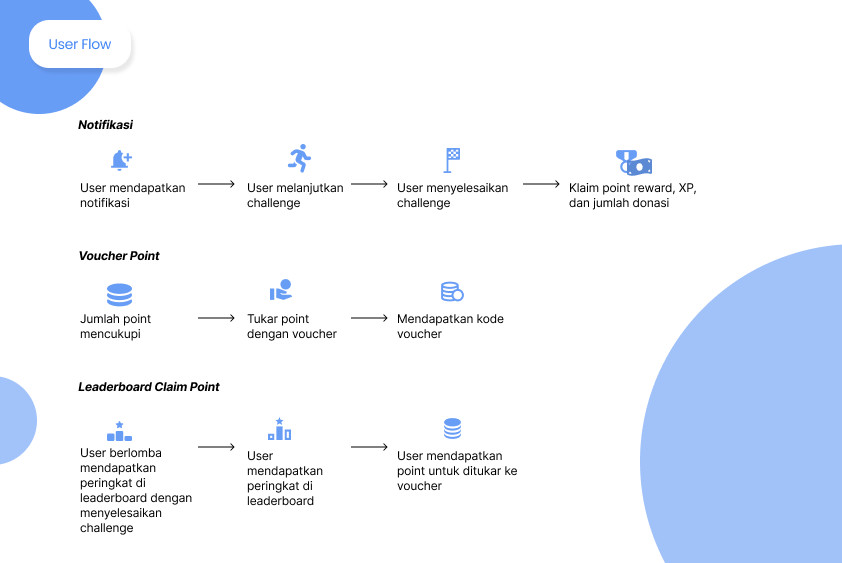 User Flow
Notifikasi
User mendapatkan
notifikasi
User melanjutkan
challenge
User menyelesaikan
challenge
Klaim point reward, XP,
dan jumlah donasi
Voucher Point
Jumlah point
mencukupi
Tukar point
dengan voucher
Mendapatkan kode
voucher
Leaderboard Claim Point
User berlomba
mendapatkan
peringkat di
leaderboard dengan
menyelesaikan
challenge
User
mendapatkan
peringkat di
leaderboard
User mendapatkan
point untuk ditukar ke
voucher